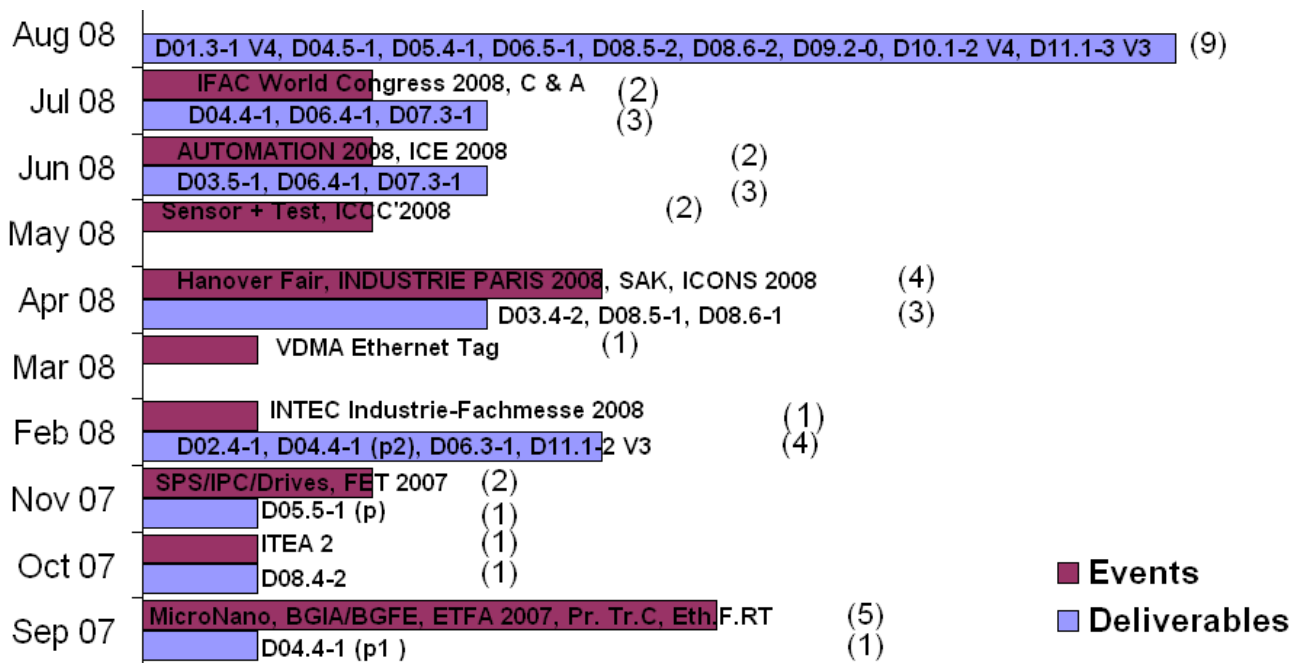 Aug 08
D01.3-1 V4, D04.5-1, D05.4-1, D06.5-1, D08.5-2, D08.6-2, D09.2-0, D10.1-2 V4, D11.1-3 V3 (9)
IFAC World Congress 2008, C & A (2)
Jul 08
D04.4-1, D06.4-1, D07.3-1 (3)
AUTOMATION 2008, ICE 2008 (2)
Jun 08
D03.5-1, D06.4-1, D07.3-1 (3)
Sensor + Test, ICCC'2008 (2)
May 08
Hanover Fair, INDUSTRIE PARIS 2008, SAK, ICONS 2008 (4)
Apr 08
D03.4-2, D08.5-1, D08.6-1 (3)
VDMA Ethernet Tag (1)
Mar 08
INTEC Industrie-Fachmesse 2008 (1)
Feb 08
D02.4-1, D04.4-1 (p2), D06.3-1, D11.1-2 V3 (4)
SPS/IPC/Drives, FET 2007 (2)
Nov 07
D05.5-1 (p) (1)
ITEA 2 (1)
Oct 07
D08.4-2 (1)
Events
MicroNano, BGIA/BGFE, ETFA 2007, Pr. Tr.C, Eth.F.RT (5)
Deliverables
Sep 07
D04.4-1 (p1 ) (1)